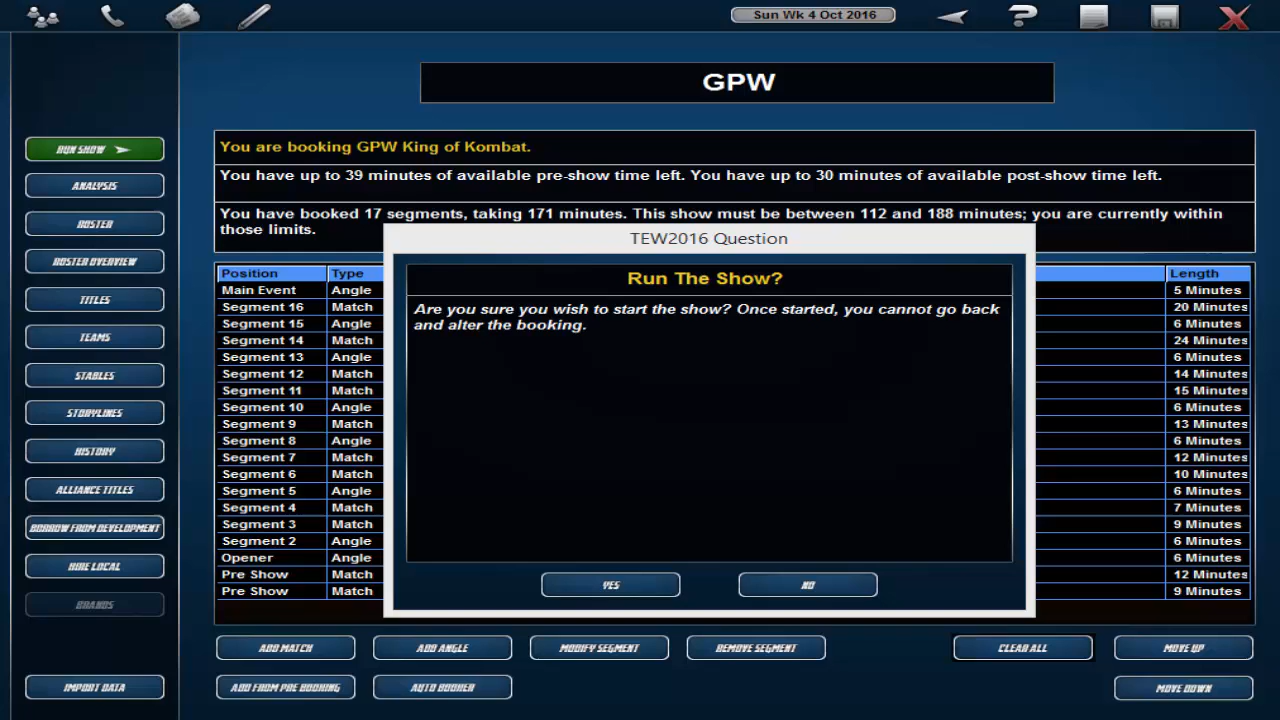 Sun Wk 4 Oct 2016
GPW
RUN SHOW
ANALYSIS
ROSTER
ROSTER OVERVIEW
TITLES
TEAMS
STABLES
STORYLINES
HISTORY
ALLIANCE TITLES
BORROW FROM DEVELOPMENT
HIRE LOCAL
BRANDS
IMPORT DATA
You are booking GPW King of Kombat.
You have up to 39 minutes of available pre-show time left. You have up to 30 minutes of available post-show time left.
You have booked 17 segments, taking 171 minutes. This show must be between 112 and 188 minutes; you are currently within
those limits.
TEW2016 Question
Run The Show?
Are you sure you wish to start the show? Once started, you cannot go back
and alter the booking.
YES NO
Position Type Length
Main Event Angle 5 Minutes
Segment 16 Match 20 Minutes
Segment 15 Angle 6 Minutes
Segment 14 Match 24 Minutes
Segment 13 Angle 6 Minutes
Segment 12 Match 14 Minutes
Segment 11 Match 15 Minutes
Segment 10 Angle 6 Minutes
Segment 9 Match 13 Minutes
Segment 8 Angle 6 Minutes
Segment 7 Match 12 Minutes
Segment 6 Match 10 Minutes
Segment 5 Angle 6 Minutes
Segment 4 Match 7 Minutes
Segment 3 Match 9 Minutes
Segment 2 Match 6 Minutes
Opener Angle 6 Minutes
Pre Show Match 12 Minutes
Pre Show Match 9 Minutes
ADD MATCH ADD ANGLE MODIFY SEGMENT REMOVE SEGMENT CLEAR ALL MOVE UP
ADD FROM PRE BOOKING AUTO BOOKER MOVE DOWN